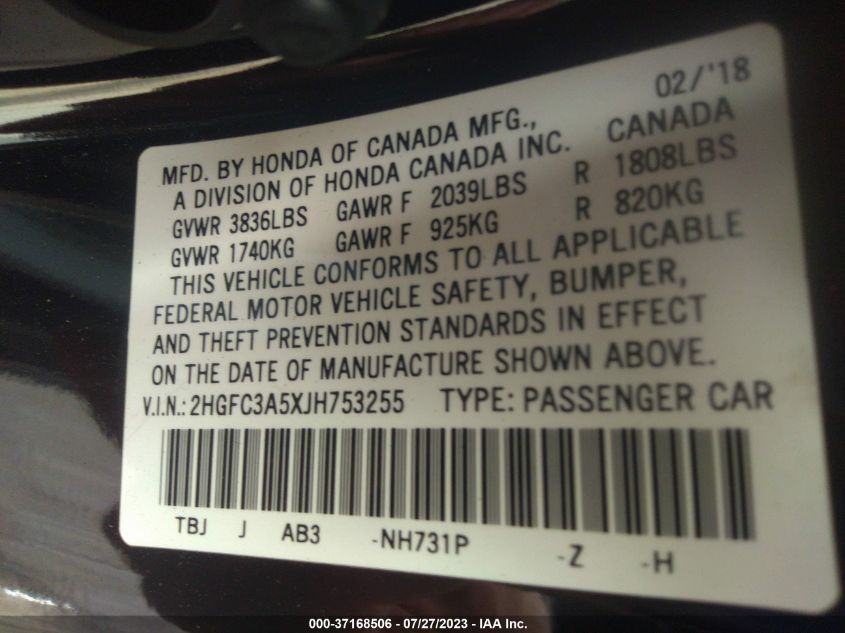 02/'18
MFD. BY HONDA OF CANADA MFG.,
A DIVISION OF HONDA CANADA INC. CANADA
GVWR 3836LBS GAWR F 2039LBS R 1808LBS
GVWR 1740KG GAWR F 925KG R 820KG
THIS VEHICLE CONFORMS TO ALL APPLICABLE
FEDERAL MOTOR VEHICLE SAFETY, BUMPER,
AND THEFT PREVENTION STANDARDS IN EFFECT
ON THE DATE OF MANUFACTURE SHOWN ABOVE.
V.I.N.: 2HGFC3A5XJH753255 TYPE: PASSENGER CAR
TBJ J AB3 -NH731P -Z -H
000-37168506 - 07/27/2023 - IAA Inc.